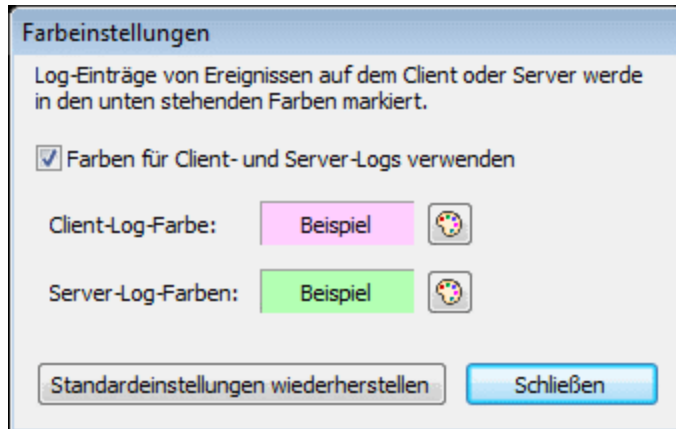 Farbeinstellungen
Log-Einträge von Ereignissen auf dem Client oder Server werde
in den unten stehenden Farben markiert.
Farben für Client- und Server-Logs verwenden
Client-Log-Farbe: Beispiel
Server-Log-Farben: Beispiel
Standardeinstellungen wiederherstellen Schließen